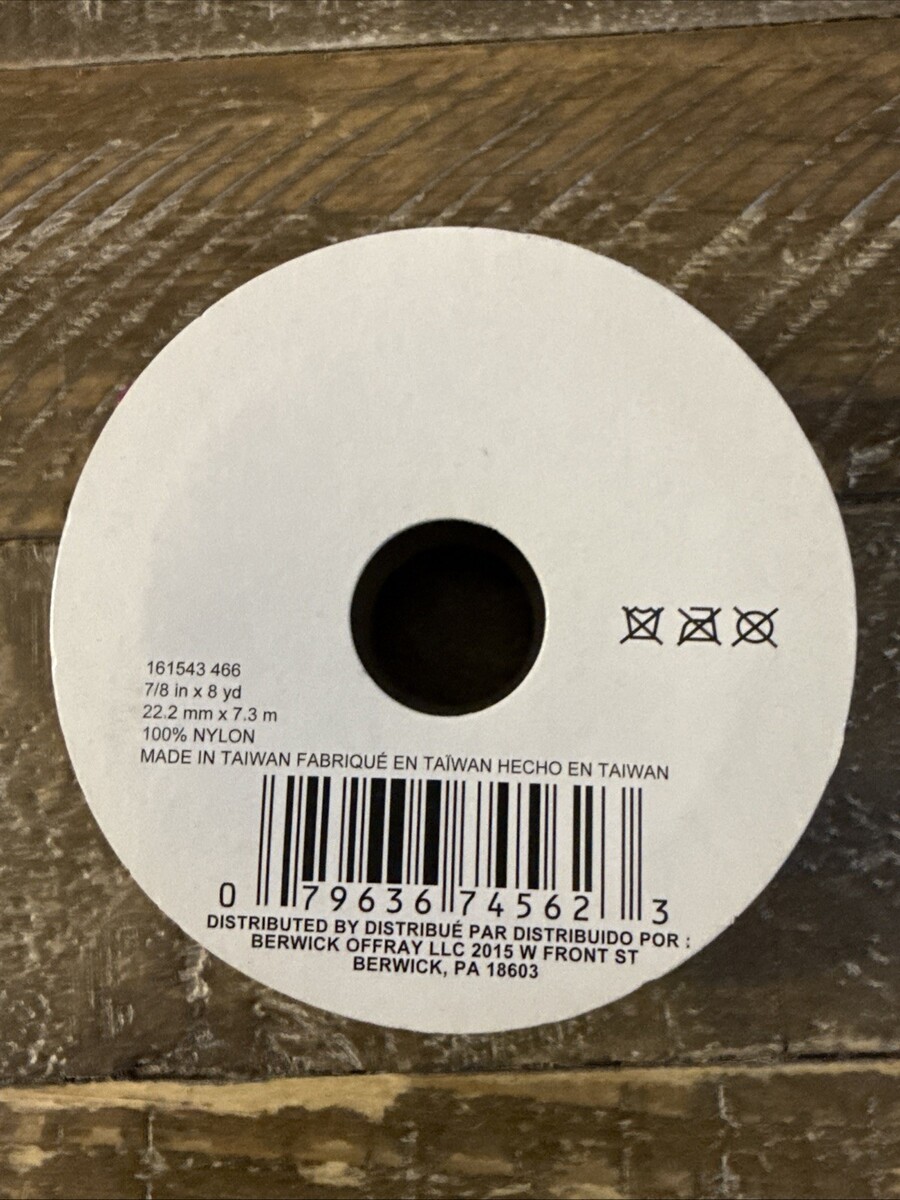 161543 466
7/8 in x 8 yd
22.2 mm x 7.3 m
100% NYLON
MADE IN TAIWAN FABRIQUÉ EN TAÏWAN HECHO EN TAIWAN
0 79636 74562 3
DISTRIBUTED BY DISTRIBUÉ PAR DISTRIBUIDO POR :
BERWICK OFFRAY LLC 2015 W FRONT ST
BERWICK, PA 18603